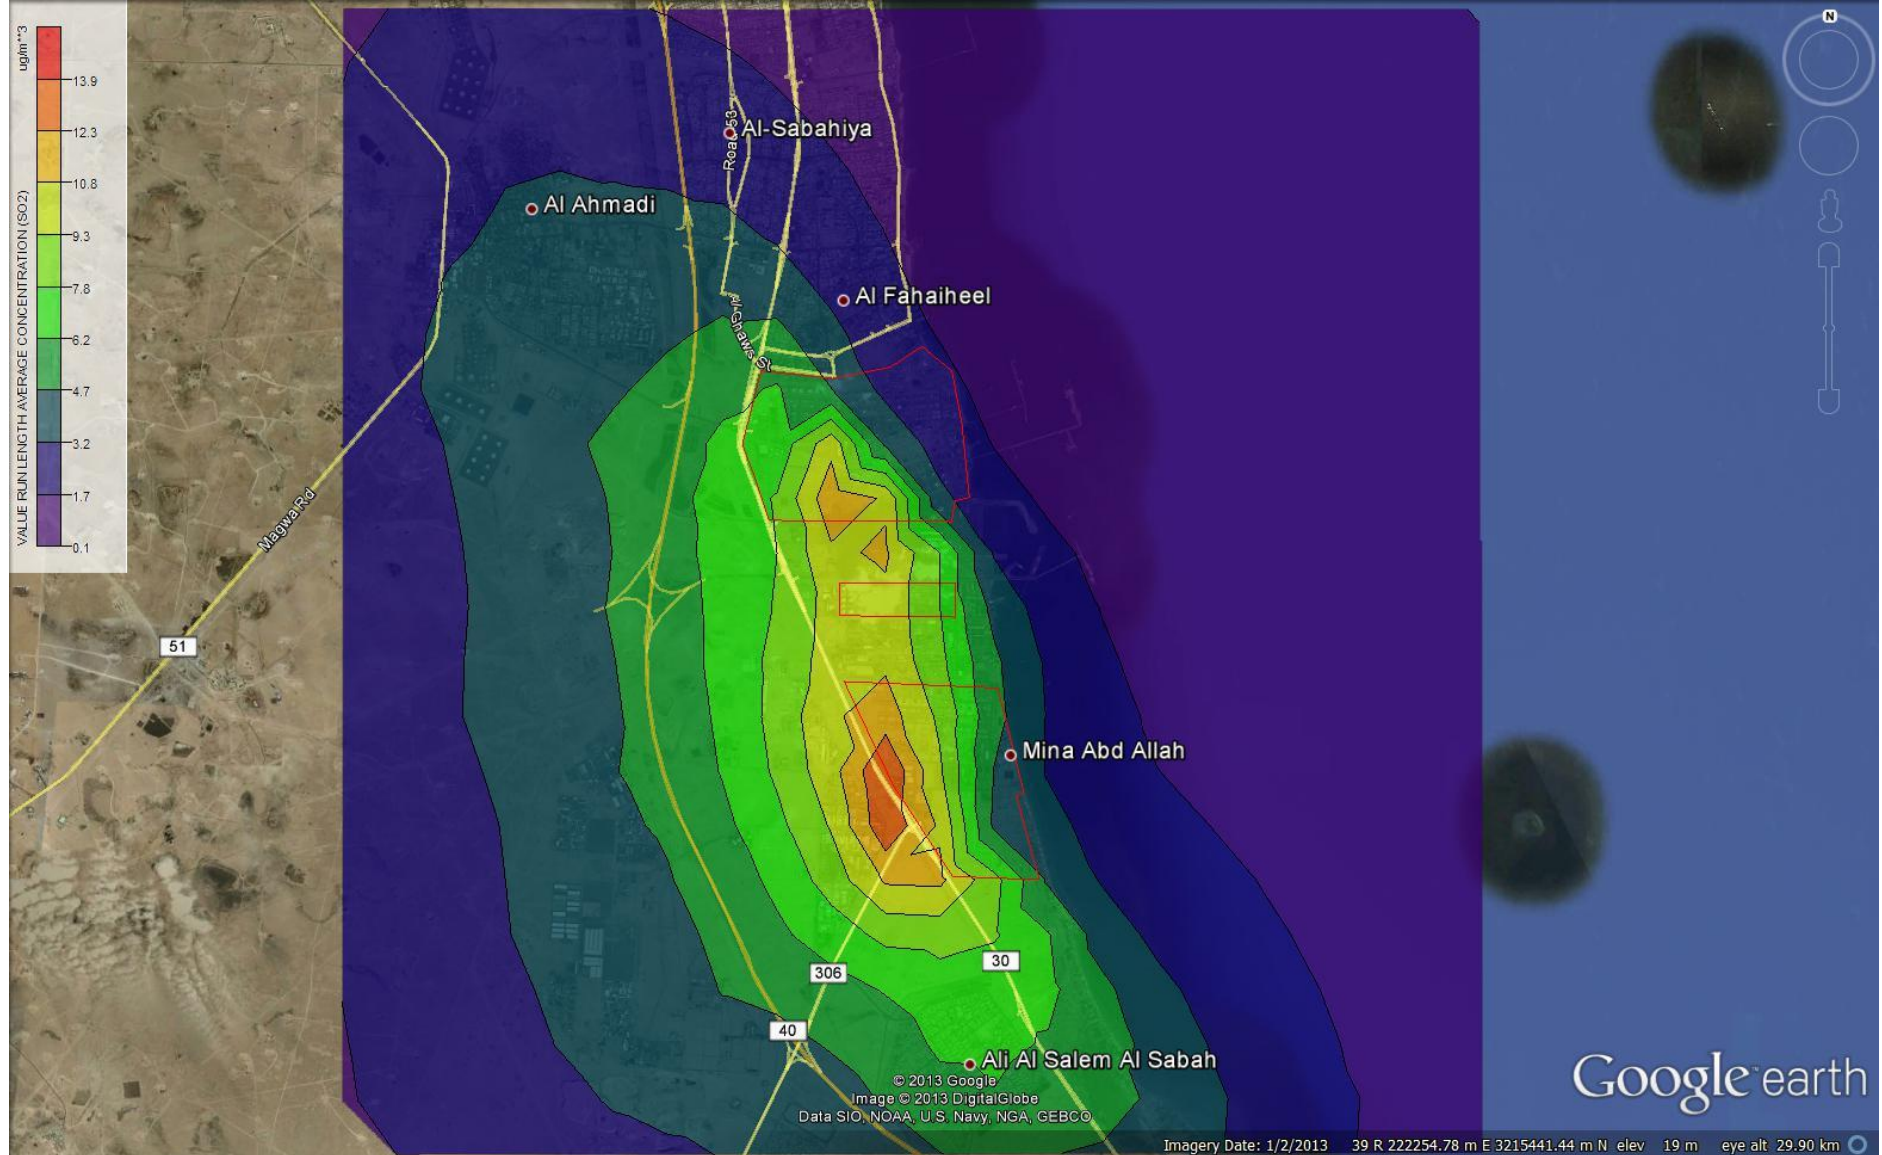 ug/m**3
VALUE RUN LENGTH AVERAGE CONCENTRATION (SO2)
13.9
12.3
10.8
9.3
7.8
6.2
4.7
3.2
1.7
0.1
N
Road 53
Al-Sabahiya
Al Ahmadi
Al Fahaiheel
Al Ghaws St
Magwa Rd
51
Mina Abd Allah
306
30
40
Ali Al Salem Al Sabah
© 2013 Google
Image © 2013 DigitalGlobe
Data SIO, NOAA, U.S. Navy, NGA, GEBCO
Google earth
Imagery Date: 1/2/2013 39 R 222254.78 m E 3215441.44 m N elev 19 m eye alt 29.90 km